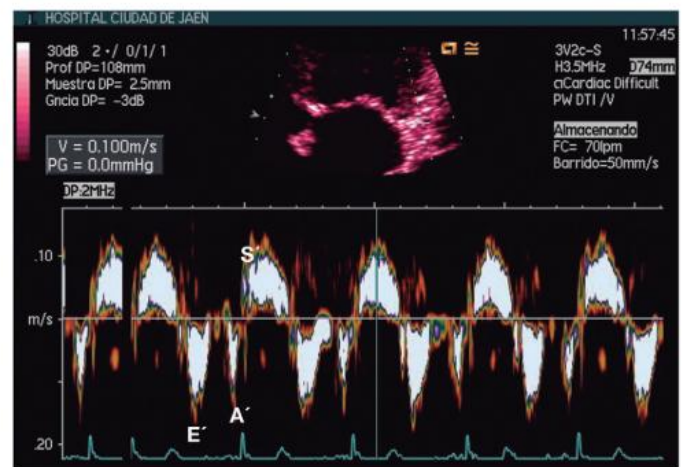 HOSPITAL CIUDAD DE JAEN
11:57:45
30dB 2 ·/ 0/1/ 1
Prof DP=108mm
Muestra DP= 2.5mm
Gncia DP= -3dB
3V2c-S
H3.5MHz D74mm
Cardiac Difficult
PW DTI /V
V = 0.100m/s
PG = 0.0mmHg
Almacenando
FC= 70lpm
Barrido=50mm/s
DP:2MHz
.10
S´
m/s
E´ A´
.20